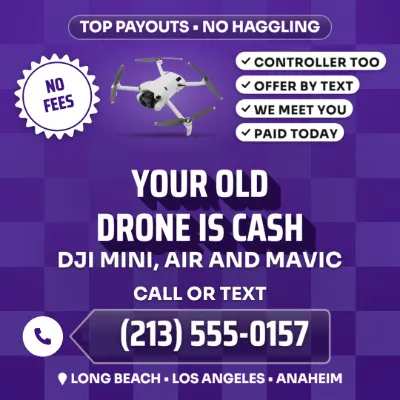 TOP PAYOUTS • NO HAGGLING
NO
FEES
CONTROLLER TOO
OFFER BY TEXT
WE MEET YOU
PAID TODAY
YOUR OLD
DRONE IS CASH
DJI MINI, AIR AND MAVIC
CALL OR TEXT
(213) 555-0157
LONG BEACH • LOS ANGELES • ANAHEIM